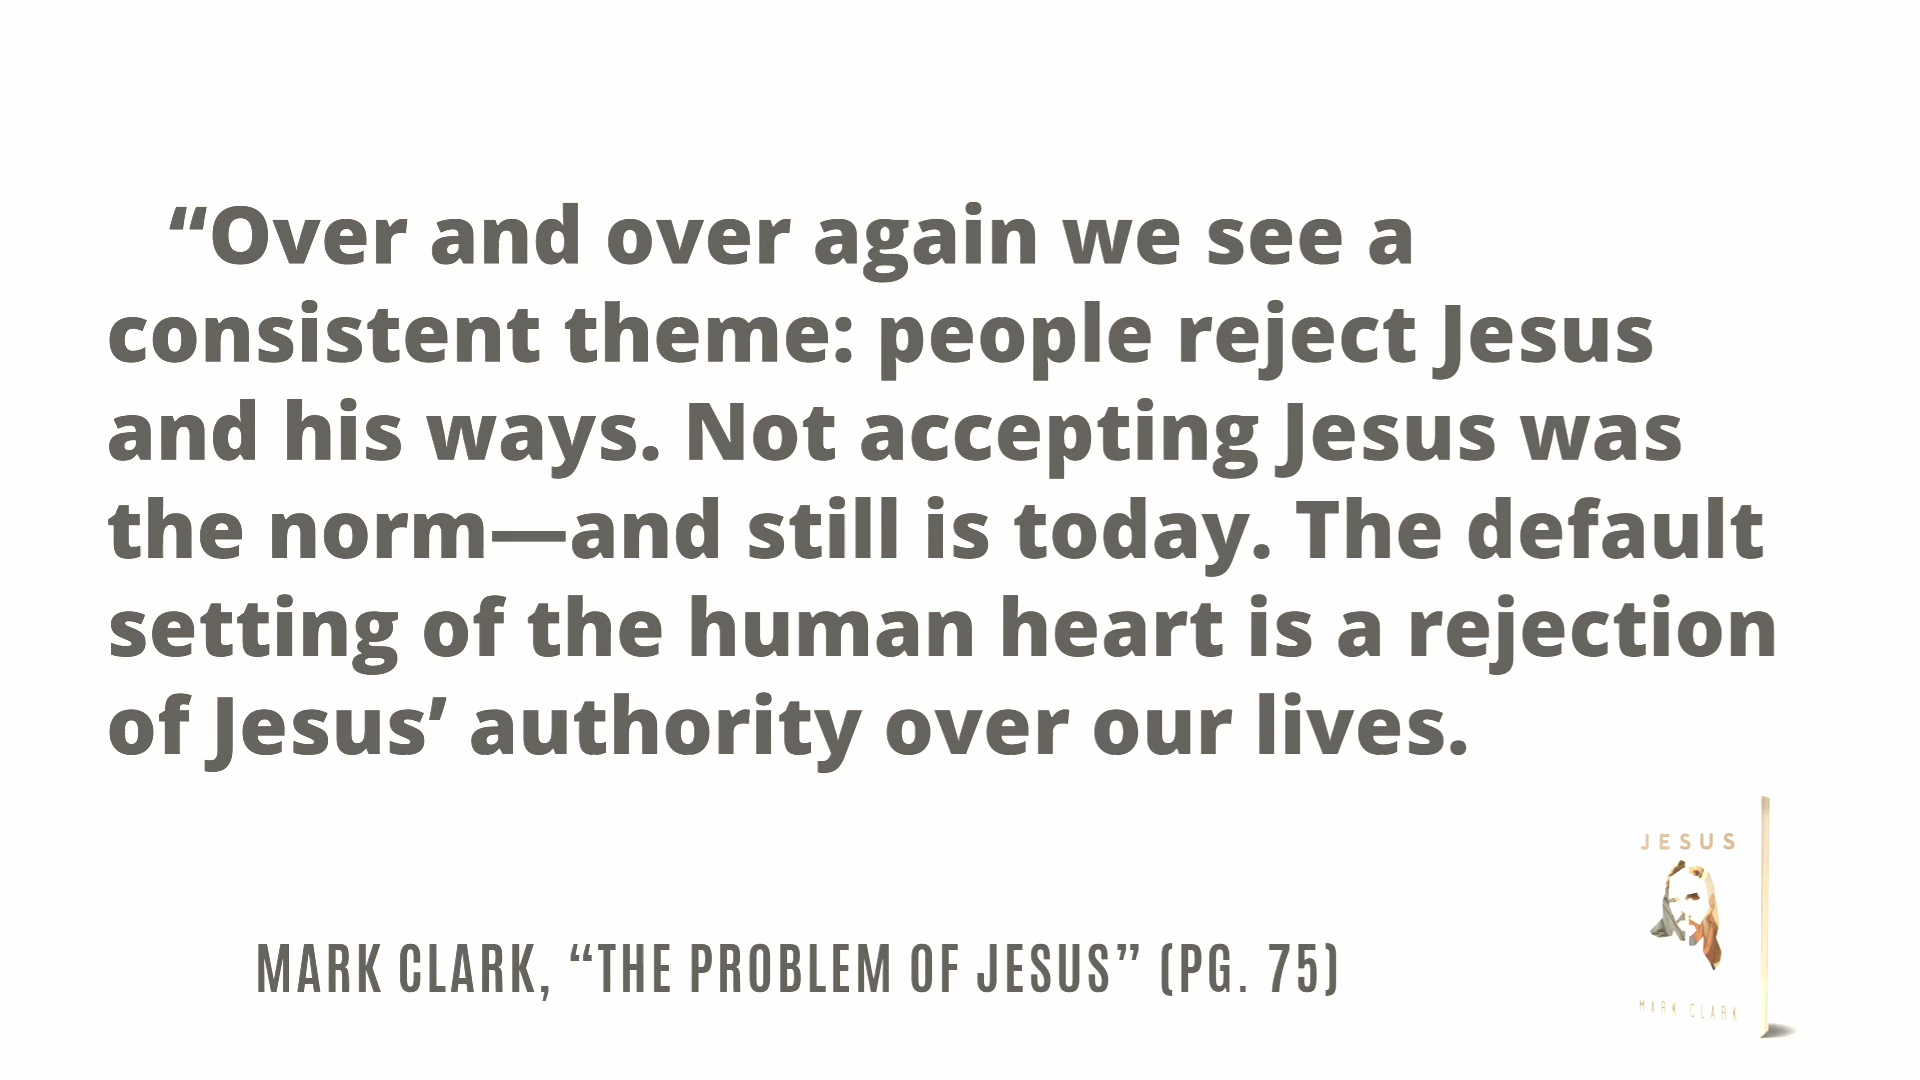 “Over and over again we see a
consistent theme: people reject Jesus
and his ways. Not accepting Jesus was
the norm—and still is today. The default
setting of the human heart is a rejection
of Jesus’ authority over our lives.
JESUS
MARK CLARK
MARK CLARK, “THE PROBLEM OF JESUS” (PG. 75)